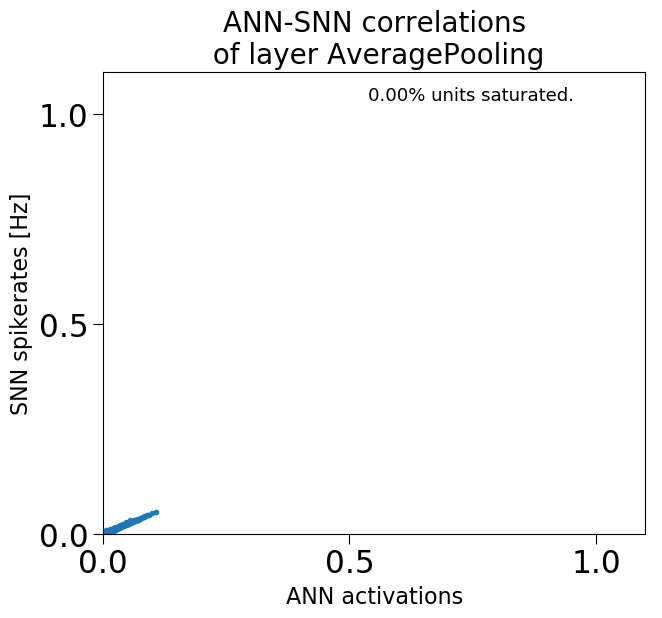 ANN-SNN correlations
of layer AveragePooling
0.00% units saturated.
1.0
0.5
0.0
SNN spikerates [Hz]
0.0 0.5 1.0
ANN activations